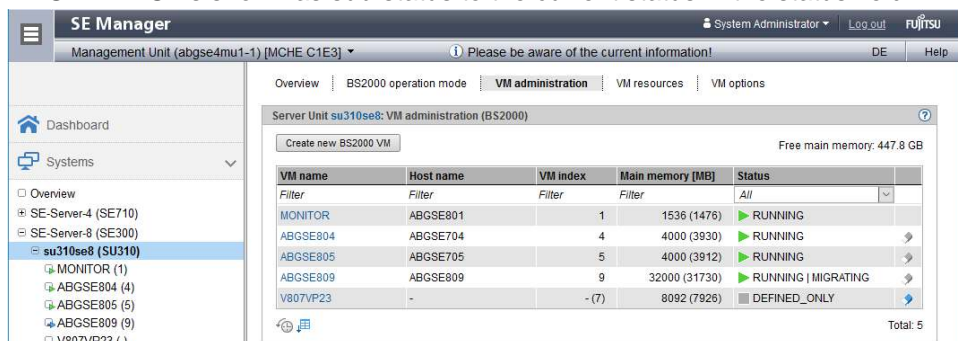 SE Manager
System Administrator Log out FUJITSU
Management Unit (abgse4mu1-1) [MCHE C1E3] Please be aware of the current information! DE Help
Overview BS2000 operation mode VM administration VM resources VM options
Dashboard
Systems
Overview
SE-Server-4 (SE710)
SE-Server-8 (SE300)
su310se8 (SU310)
MONITOR (1)
ABGSE804 (4)
ABGSE805 (5)
ABGSE809 (9)
Server Unit su310se8: VM administration (BS2000)
Create new BS2000 VM Free main memory: 447.8 GB
VM name Host name VM index Main memory [MB] Status
Filter Filter Filter Filter All
MONITOR ABGSE801 1 1536 (1476) RUNNING
ABGSE804 ABGSE704 4 4000 (3930) RUNNING
ABGSE805 ABGSE705 5 4000 (3912) RUNNING
ABGSE809 ABGSE809 9 32000 (31730) RUNNING | MIGRATING
V807VP23 - - (7) 8092 (7926) DEFINED_ONLY
Total: 5